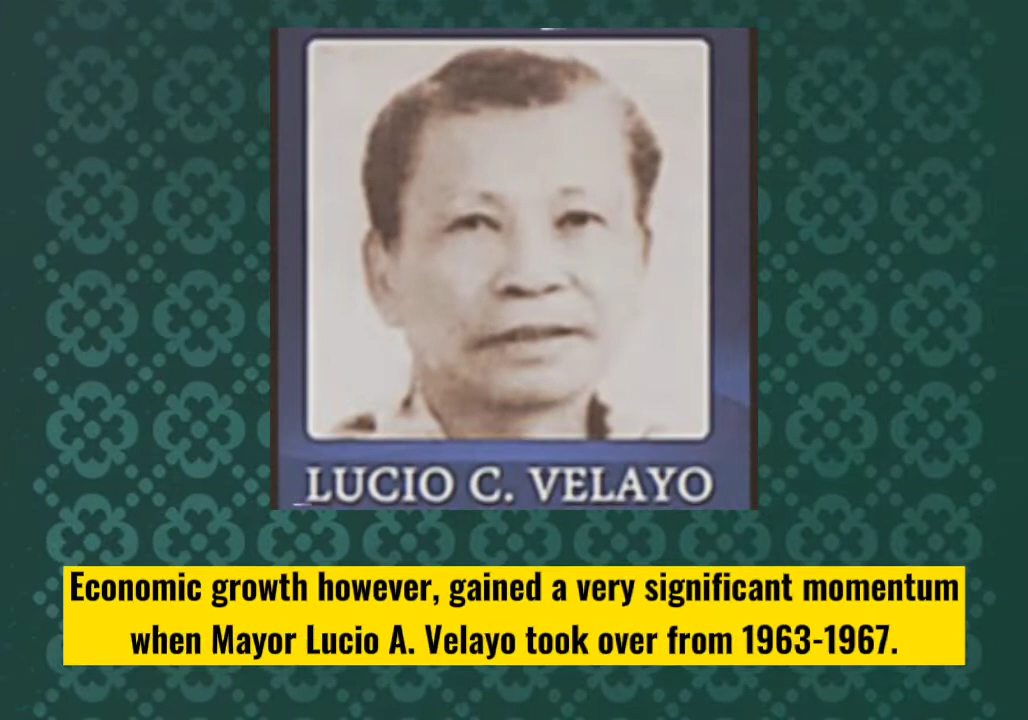 LUCIO C. VELAYO
Economic growth however, gained a very significant momentum
when Mayor Lucio A. Velayo took over from 1963-1967.